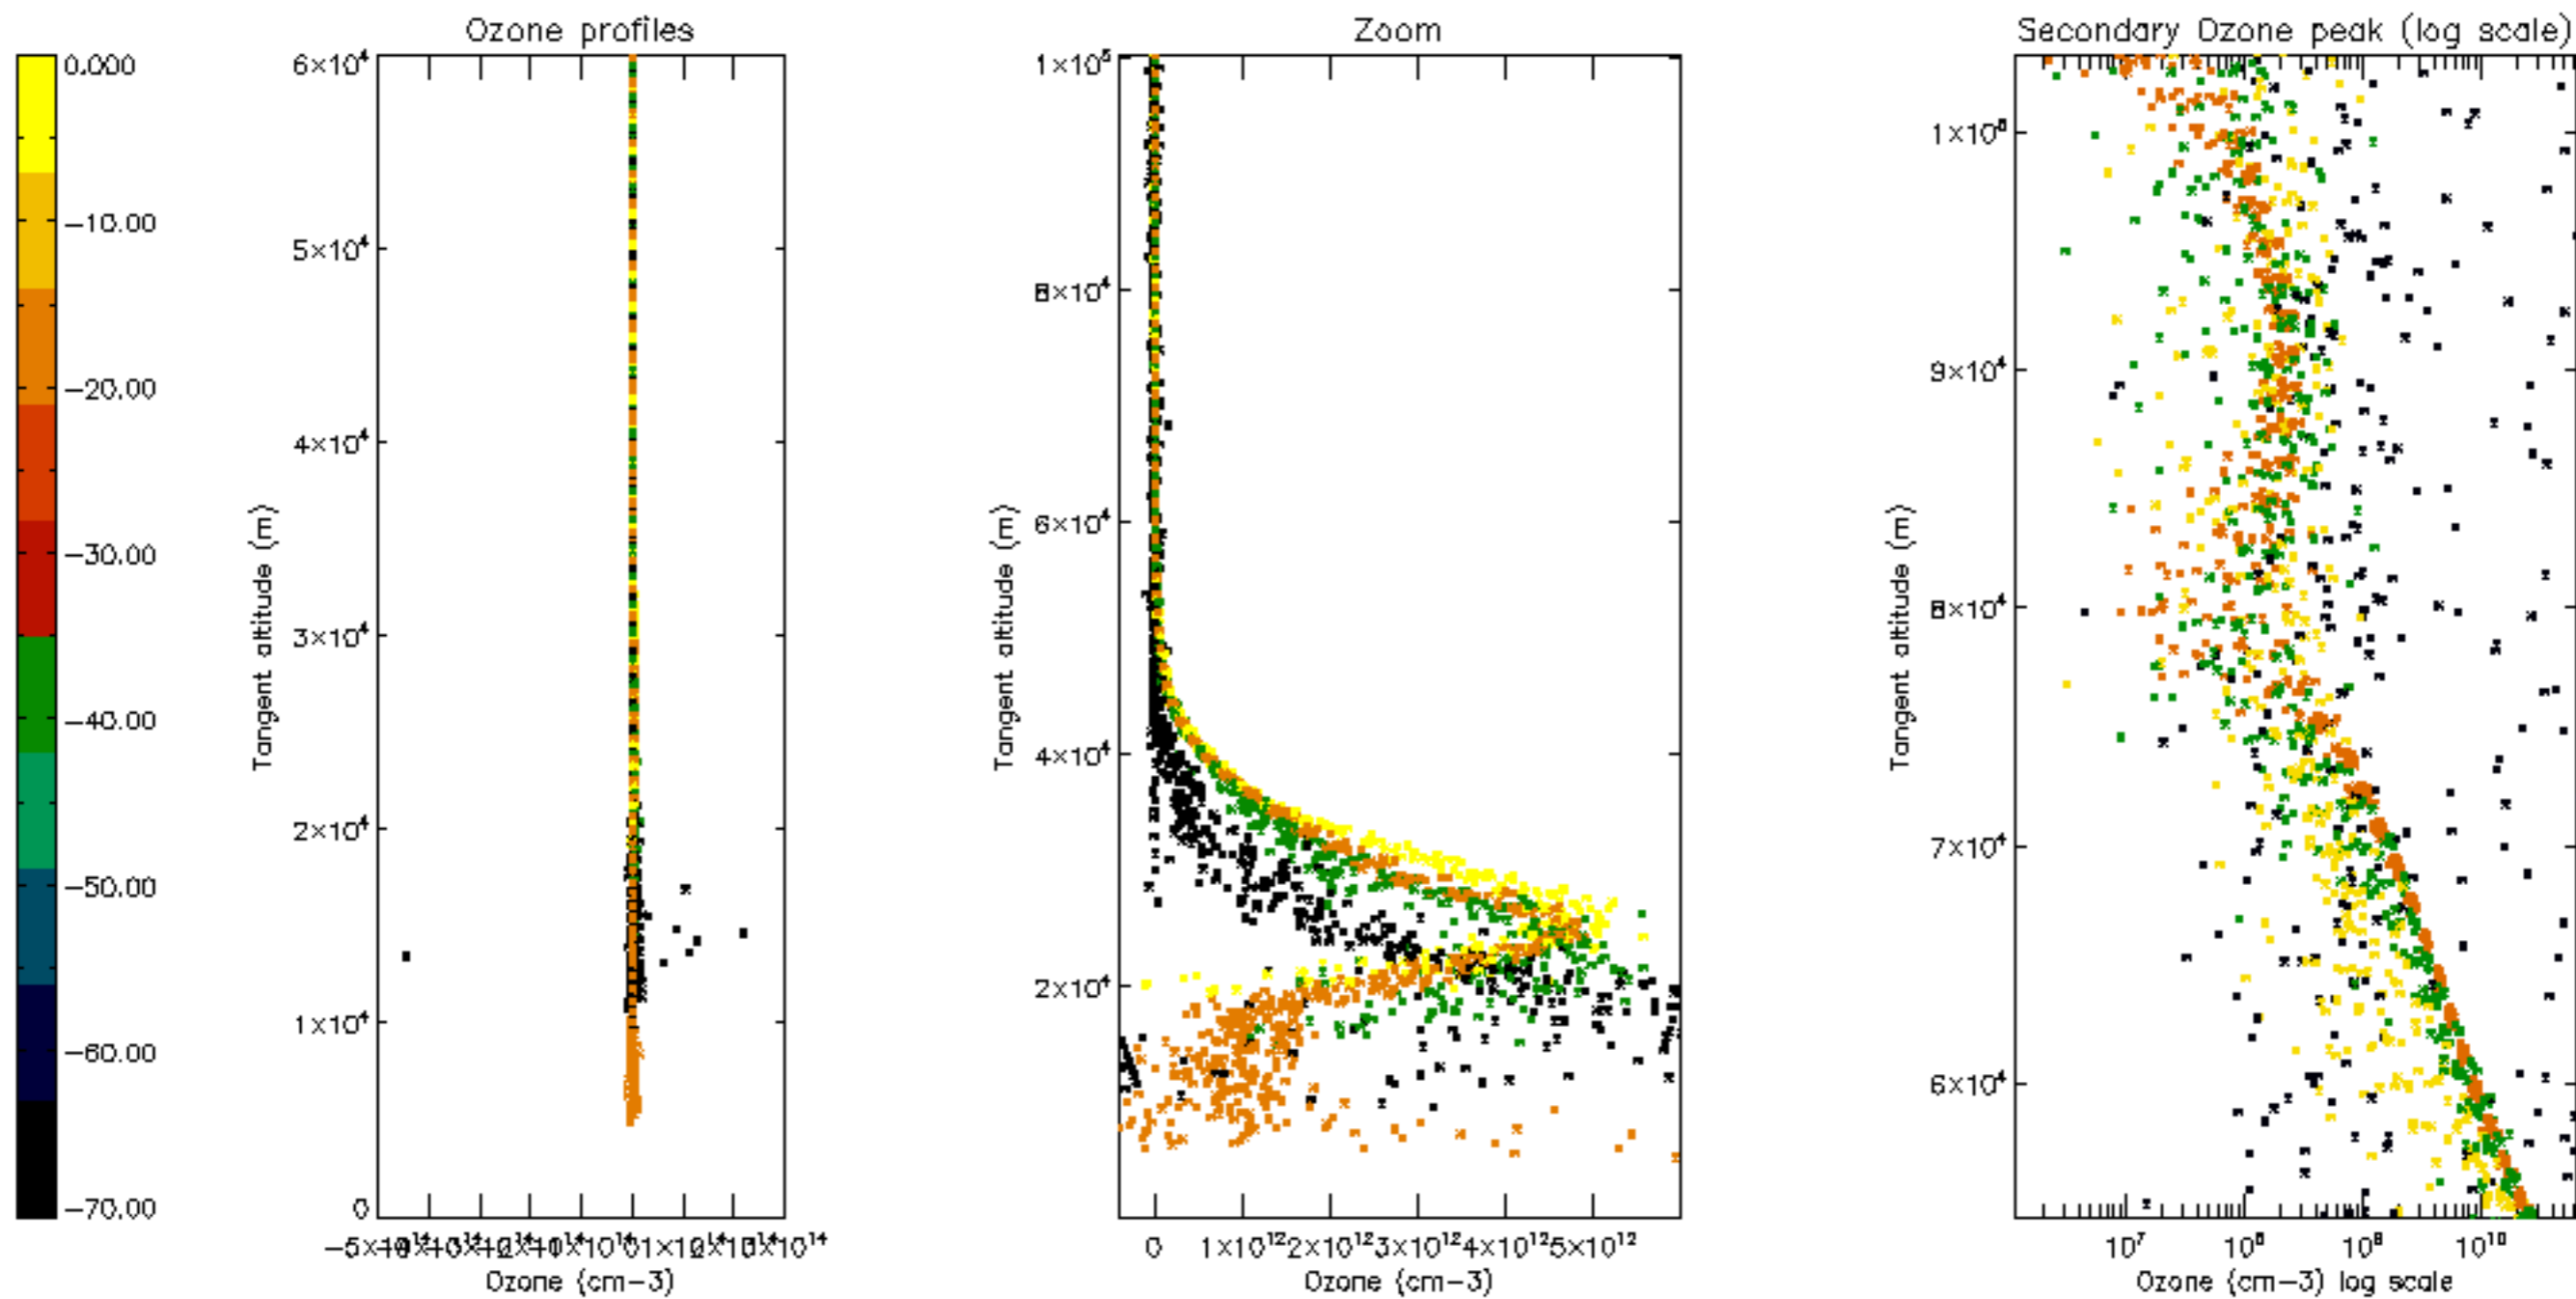 Ozone profiles
Zoom
Secondary Ozone peak (log scale)
0.000
−10.00
−20.00
−30.00
−40.00
−50.00
−60.00
−70.00
6×10⁴
5×10⁴
4×10⁴
3×10⁴
2×10⁴
1×10⁴
0
Tangent altitude (m)
Ozone (cm−3)
1×10⁵
8×10⁴
6×10⁴
4×10⁴
2×10⁴
Tangent altitude (m)
0 1×10¹² 2×10¹² 3×10¹² 4×10¹² 5×10¹²
Ozone (cm−3)
9×10⁴
8×10⁴
7×10⁴
6×10⁴
Tangent altitude (m)
10⁷ 10⁸ 10⁹ 10¹⁰
Ozone (cm−3) log scale